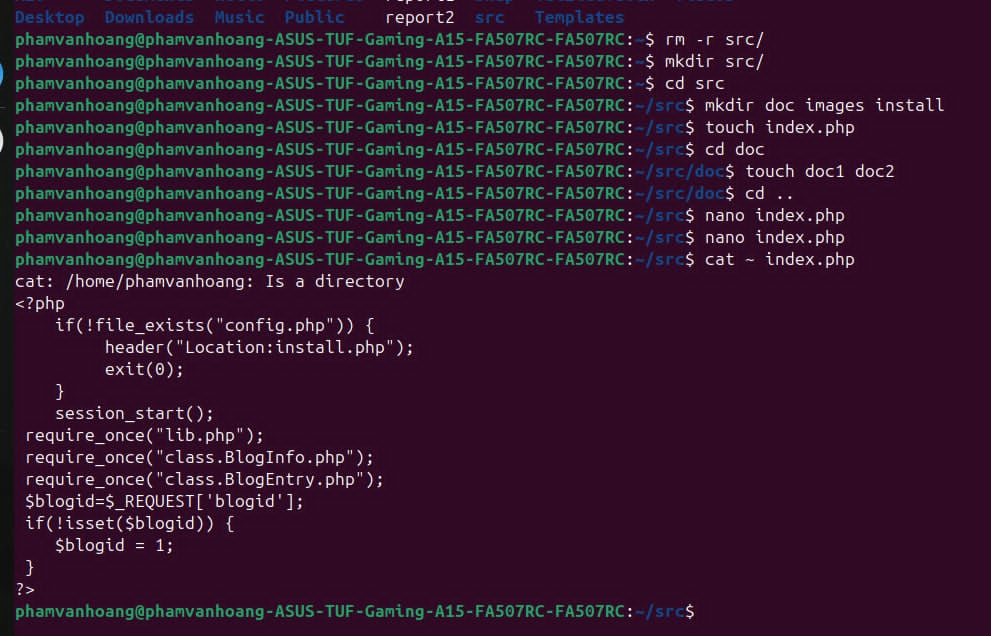 Desktop Downloads Music Public report2 src Templates
phamvanhoang@phamvanhoang-ASUS-TUF-Gaming-A15-FA507RC-FA507RC:~$ rm -r src/
phamvanhoang@phamvanhoang-ASUS-TUF-Gaming-A15-FA507RC-FA507RC:~$ mkdir src/
phamvanhoang@phamvanhoang-ASUS-TUF-Gaming-A15-FA507RC-FA507RC:~$ cd src
phamvanhoang@phamvanhoang-ASUS-TUF-Gaming-A15-FA507RC-FA507RC:~/src$ mkdir doc images install
phamvanhoang@phamvanhoang-ASUS-TUF-Gaming-A15-FA507RC-FA507RC:~/src$ touch index.php
phamvanhoang@phamvanhoang-ASUS-TUF-Gaming-A15-FA507RC-FA507RC:~/src$ cd doc
phamvanhoang@phamvanhoang-ASUS-TUF-Gaming-A15-FA507RC-FA507RC:~/src/doc$ touch doc1 doc2
phamvanhoang@phamvanhoang-ASUS-TUF-Gaming-A15-FA507RC-FA507RC:~/src/doc$ cd ..
phamvanhoang@phamvanhoang-ASUS-TUF-Gaming-A15-FA507RC-FA507RC:~/src$ nano index.php
phamvanhoang@phamvanhoang-ASUS-TUF-Gaming-A15-FA507RC-FA507RC:~/src$ nano index.php
phamvanhoang@phamvanhoang-ASUS-TUF-Gaming-A15-FA507RC-FA507RC:~/src$ cat ~ index.php
cat: /home/phamvanhoang: Is a directory
<?php
    if(!file_exists("config.php")) {
         header("Location:install.php");
         exit(0);
    }
    session_start();
 require_once("lib.php");
 require_once("class.BlogInfo.php");
 require_once("class.BlogEntry.php");
 $blogid=$_REQUEST['blogid'];
 if(!isset($blogid)) {
    $blogid = 1;
 }
?>
phamvanhoang@phamvanhoang-ASUS-TUF-Gaming-A15-FA507RC-FA507RC:~/src$